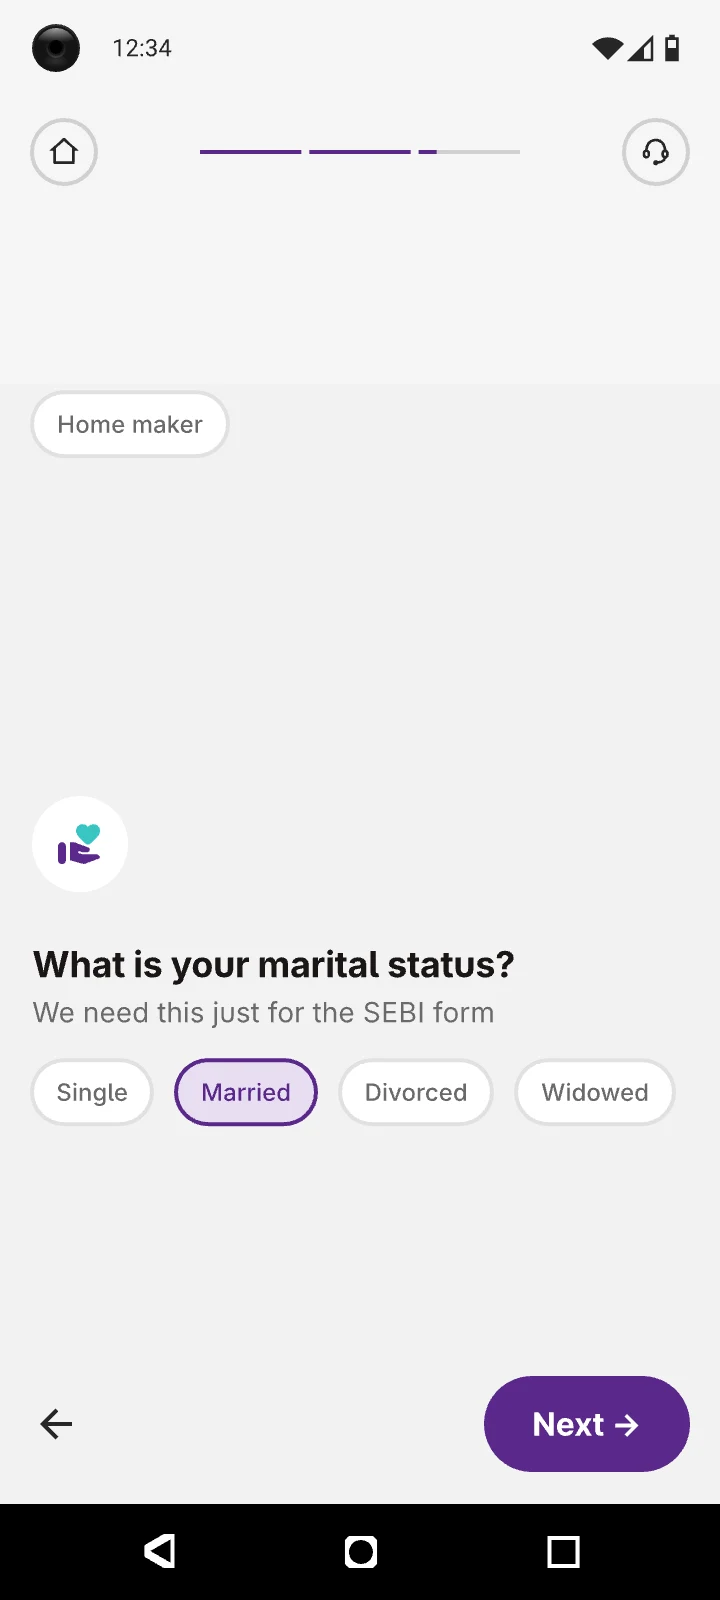 12:34
Home maker
What is your marital status?
We need this just for the SEBI form
Single Married Divorced Widowed
Next →